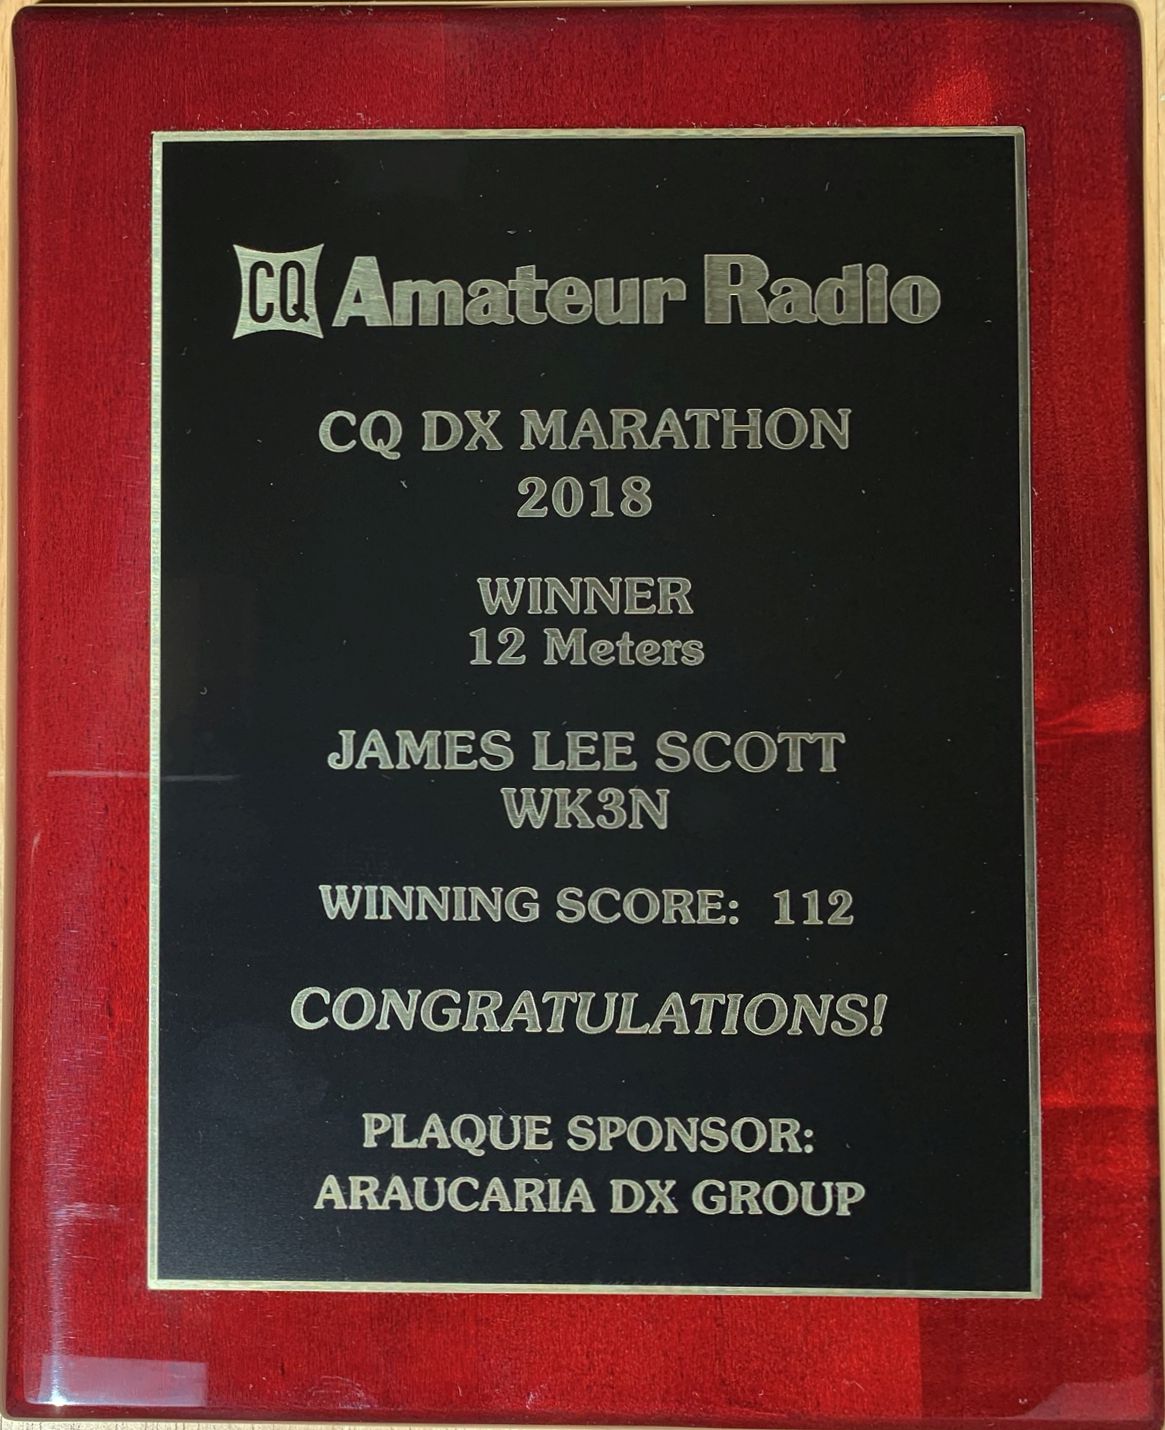 CQ Amateur Radio
CQ DX MARATHON
2018
WINNER
12 Meters
JAMES LEE SCOTT
WK3N
WINNING SCORE: 112
CONGRATULATIONS!
PLAQUE SPONSOR:
ARAUCARIA DX GROUP